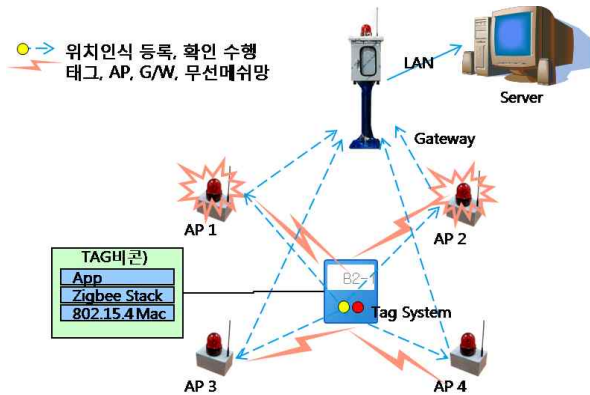 위치인식 등록, 확인 수행
태그, AP, G/W, 무선메쉬망
LAN
Server
Gateway
AP 1
AP 2
TAG비콘)
App
Zigbee Stack
802.15.4 Mac
B2-1
Tag System
AP 3
AP 4